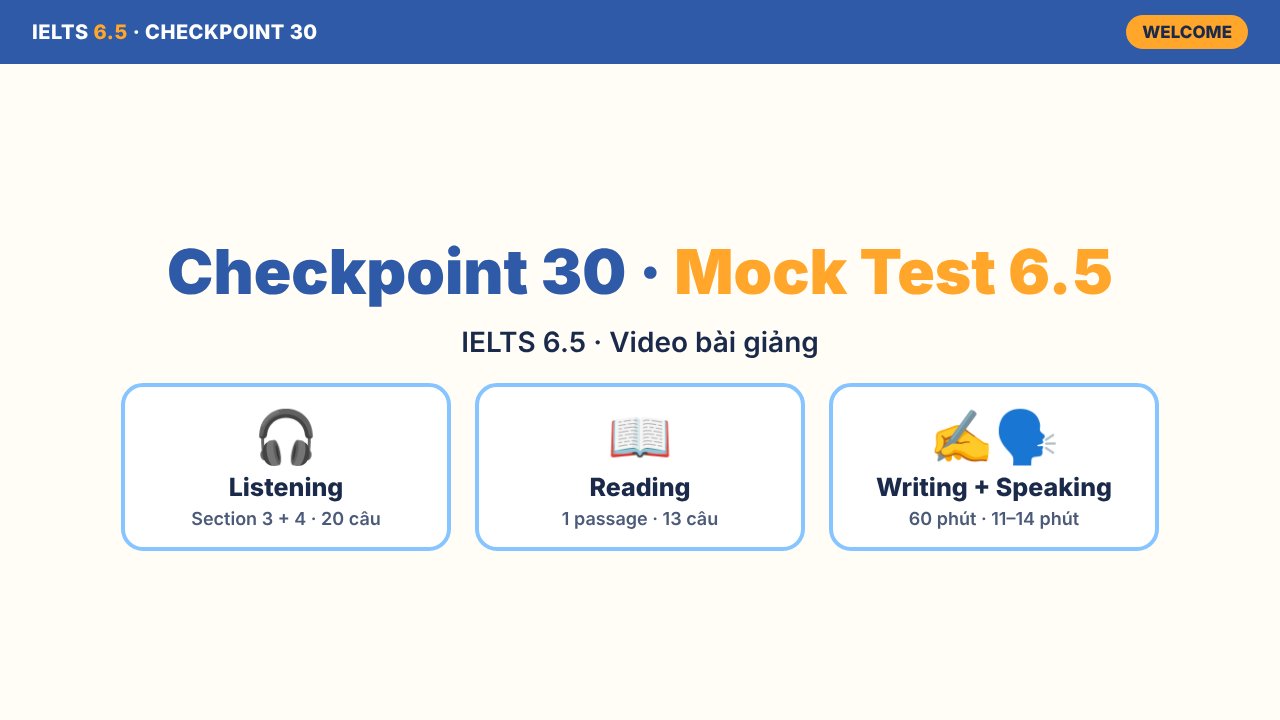 IELTS 6.5 · CHECKPOINT 30
WELCOME
Checkpoint 30 · Mock Test 6.5
IELTS 6.5 · Video bài giảng
Listening
Section 3 + 4 · 20 câu
Reading
1 passage · 13 câu
Writing + Speaking
60 phút · 11–14 phút